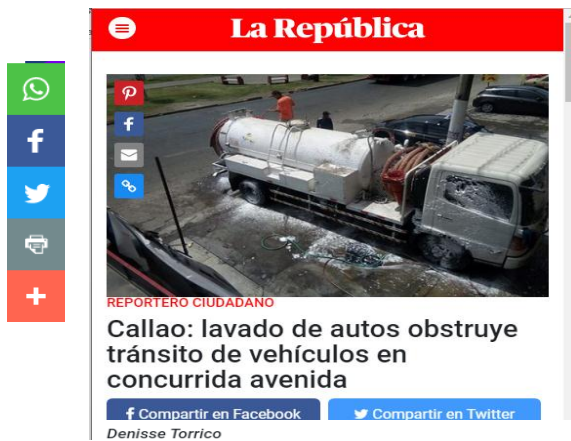 La República
REPORTERO CIUDADANO
Callao: lavado de autos obstruye
tránsito de vehículos en
concurrida avenida
Compartir en Facebook
Compartir en Twitter
Denisse Torrico